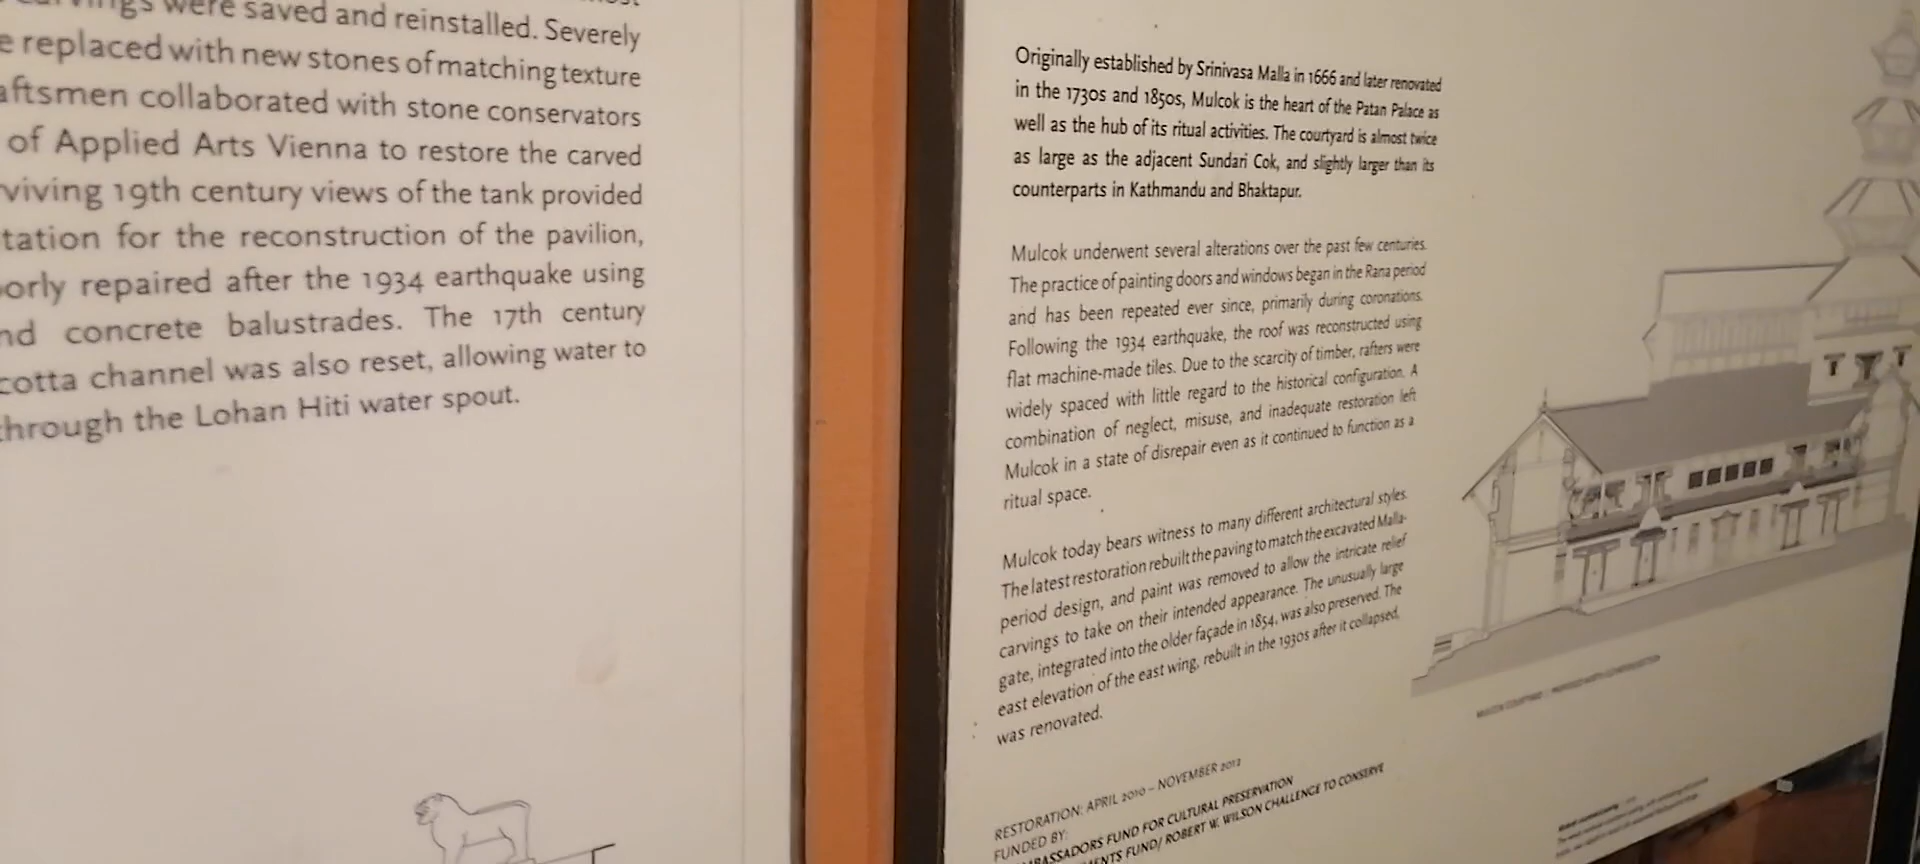 were saved and reinstalled. Severely
replaced with new stones of matching texture
collaborated with stone conservators
of Applied Arts Vienna to restore the carved
19th century views of the tank provided
for the reconstruction of the pavilion,
repaired after the 1934 earthquake using
concrete balustrades. The 17th century
channel was also reset, allowing water to
through the Lohan Hiti water spout.
Originally established by Srinivasa Malla in 1666 and later renovated
in the 1730s and 1850s, Mulcok is the heart of the Patan Palace as
well as the hub of its ritual activities. The courtyard is almost twice
as large as the adjacent Sundari Cok, and slightly larger than its
counterparts in Kathmandu and Bhaktapur.
Mulcok underwent several alterations over the past few centuries.
The practice of painting doors and windows began in the Rana period
and has been repeated ever since, primarily during coronations.
Following the 1934 earthquake, the roof was reconstructed using
flat machine-made tiles. Due to the scarcity of timber, rafters were
widely spaced with little regard to the historical configuration. A
combination of neglect, misuse, and inadequate restoration left
Mulcok in a state of disrepair even as it continued to function as a
ritual space.
Mulcok today bears witness to many different architectural styles.
The latest restoration rebuilt the paving to match the excavated Malla-
period design, and paint was removed to allow the intricate relief
carvings to take on their intended appearance. The unusually large
gate, integrated into the older façade in 1854, was also preserved. The
east elevation of the east wing, rebuilt in the 1930s after it collapsed,
was renovated.
RESTORATION: APRIL 2010 – NOVEMBER 2012
FUNDED BY:
FUND FOR CULTURAL PRESERVATION
FUND/ ROBERT W. WILSON CHALLENGE TO CONSERVE